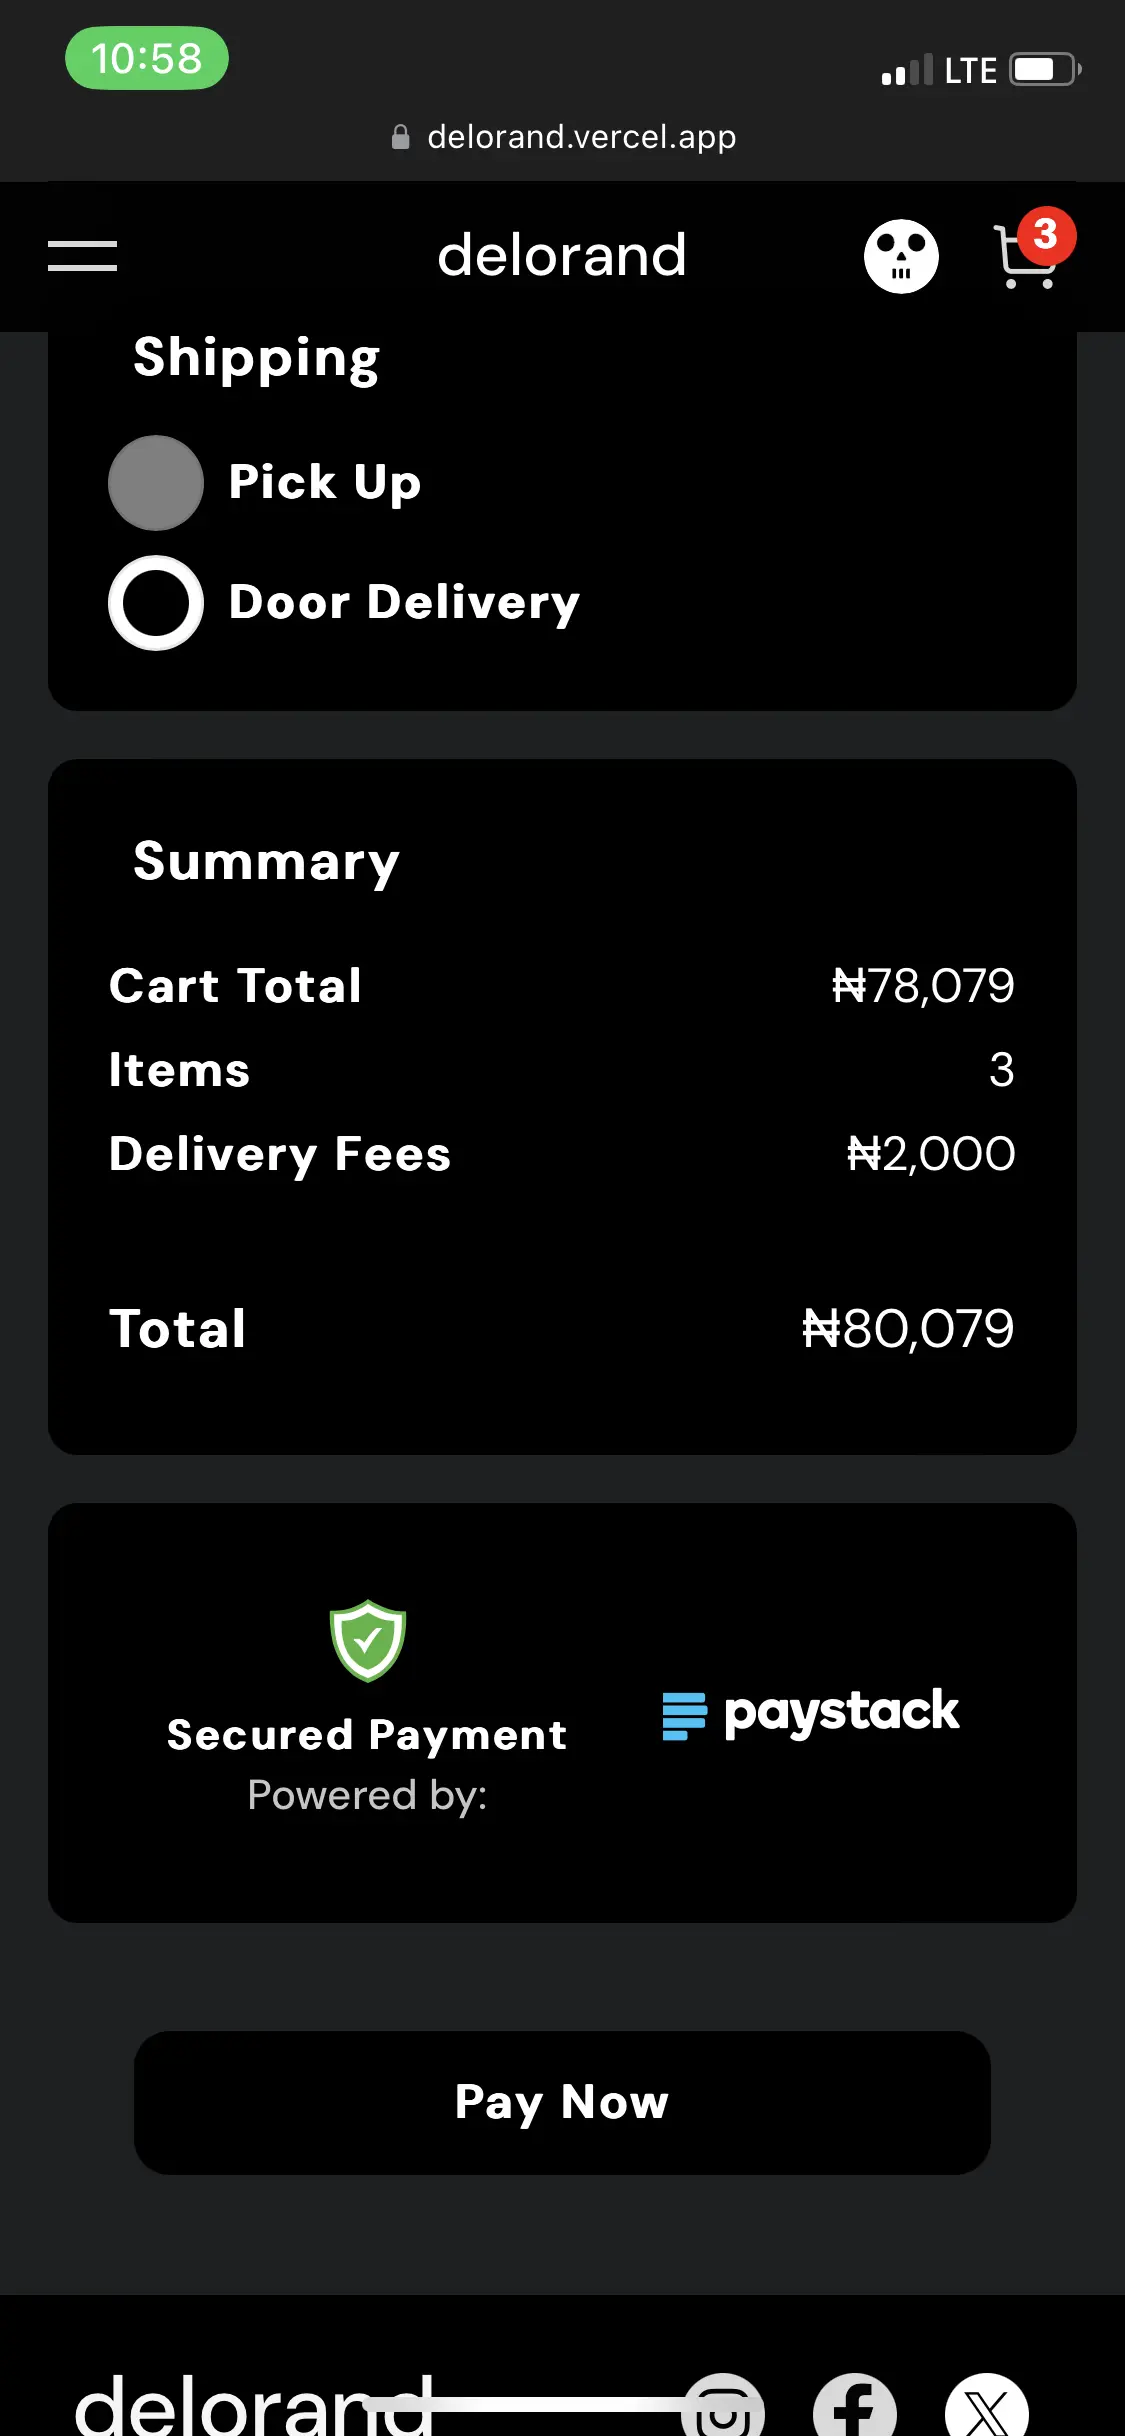 10:58
LTE
delorand.vercel.app
delorand
3
Shipping
Pick Up
Door Delivery
Summary
Cart Total ₦78,079
Items 3
Delivery Fees ₦2,000
Total ₦80,079
Secured Payment
Powered by:
paystack
Pay Now
delorand